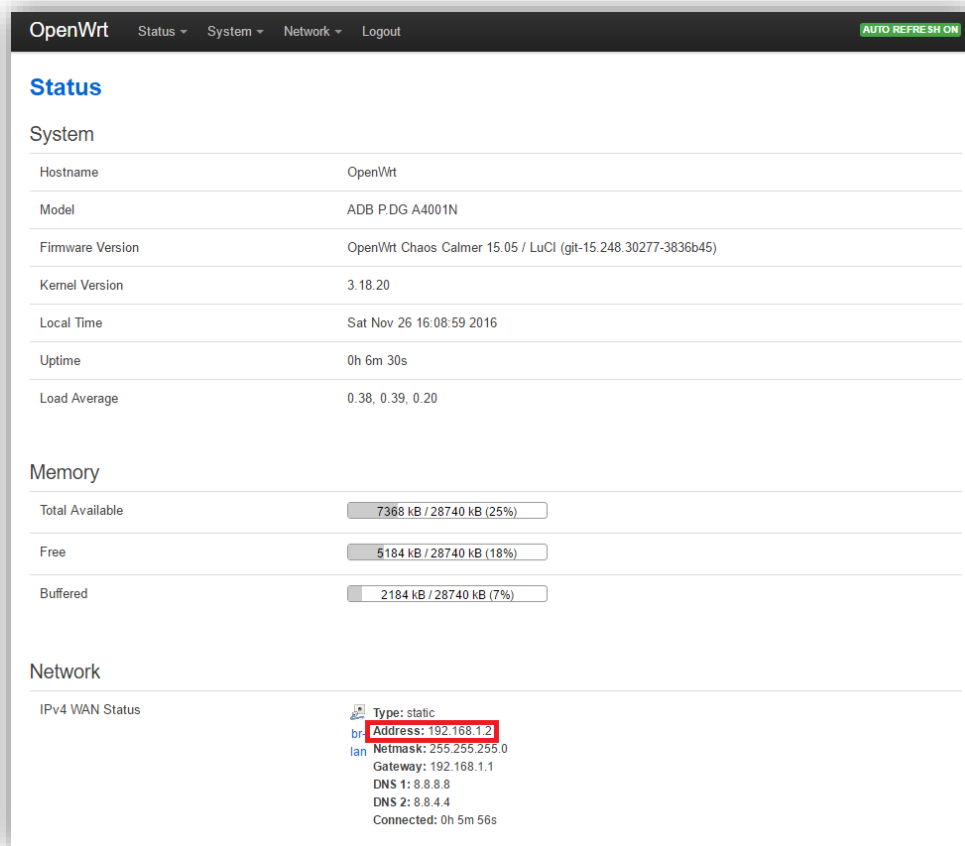 OpenWrt Status System Network Logout AUTO REFRESH ON
Status
System
Hostname OpenWrt
Model ADB P.DG A4001N
Firmware Version OpenWrt Chaos Calmer 15.05 / LuCI (git-15.248.30277-3836b45)
Kernel Version 3.18.20
Local Time Sat Nov 26 16:08:59 2016
Uptime 0h 6m 30s
Load Average 0.38, 0.39, 0.20
Memory
Total Available 7368 kB / 28740 kB (25%)
Free 5184 kB / 28740 kB (18%)
Buffered 2184 kB / 28740 kB (7%)
Network
IPv4 WAN Status Type: static
br- Address: 192.168.1.2
lan Netmask: 255.255.255.0
Gateway: 192.168.1.1
DNS 1: 8.8.8.8
DNS 2: 8.8.4.4
Connected: 0h 5m 56s